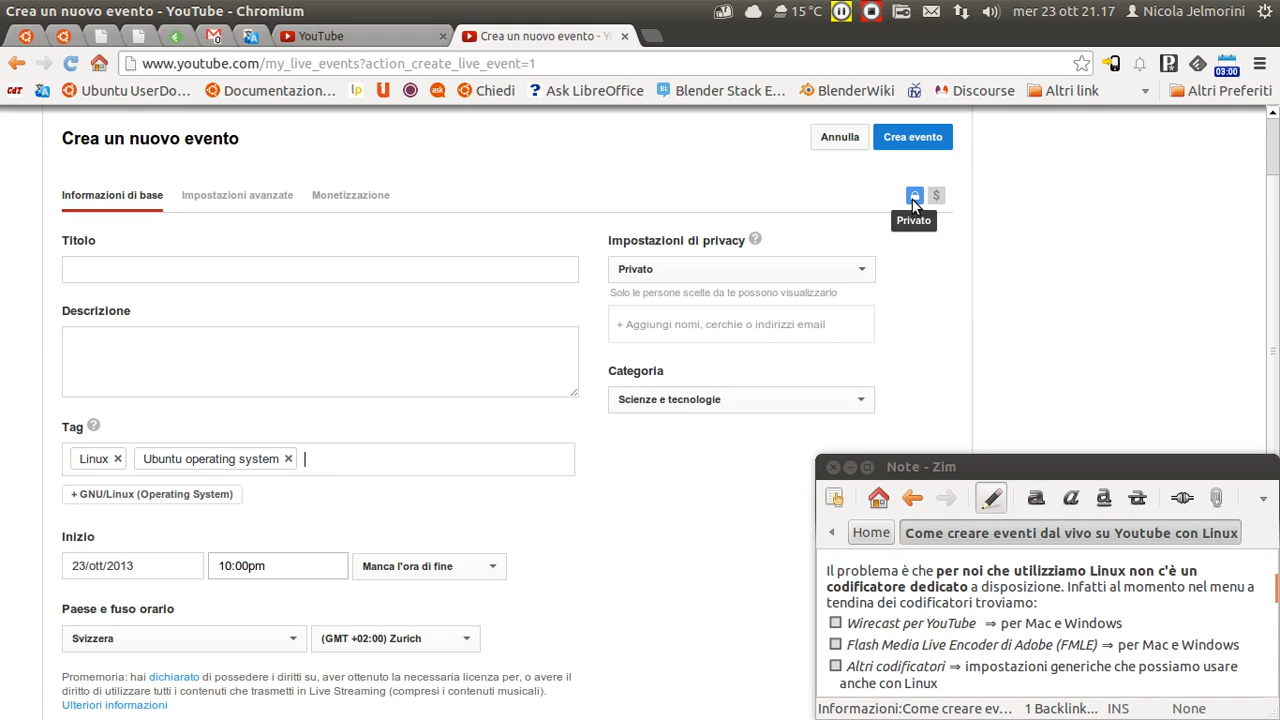 Crea un nuovo evento - YouTube - Chromium
15 °C
mer 23 ott 21.17
Nicola Jelmorini
YouTube
Crea un nuovo evento - Y
www.youtube.com/my_live_events?action_create_live_event=1
03:00
Ubuntu UserDo...
Documentazion...
lp
ask
Chiedi
? Ask LibreOffice
BL
Blender Stack E...
BlenderWiki
Discourse
Altri link
Altri Preferiti
Crea un nuovo evento
Annulla
Crea evento
Informazioni di base
Impostazioni avanzate
Monetizzazione
$
Privato
Titolo
Impostazioni di privacy ?
Privato
Solo le persone scelte da te possono visualizzarlo
+ Aggiungi nomi, cerchie o indirizzi email
Descrizione
Categoria
Scienze e tecnologie
Tag ?
Linux ×
Ubuntu operating system ×
+ GNU/Linux (Operating System)
Inizio
23/ott/2013
10:00pm
Manca l'ora di fine
Paese e fuso orario
Svizzera
(GMT +02:00) Zurich
Promemoria: hai dichiarato di possedere i diritti su, aver ottenuto la necessaria licenza per, o avere il
diritto di utilizzare tutti i contenuti che trasmetti in Live Streaming (compresi i contenuti musicali).
Ulteriori informazioni
Note - Zim
Home
Come creare eventi dal vivo su Youtube con Linux
Il problema è che per noi che utilizziamo Linux non c'è un
codificatore dedicato a disposizione. Infatti al momento nel menu a
tendina dei codificatori troviamo:
Wirecast per YouTube ⇒ per Mac e Windows
Flash Media Live Encoder di Adobe (FMLE) ⇒ per Mac e Windows
Altri codificatori ⇒ impostazioni generiche che possiamo usare
anche con Linux
Informazioni:Come creare ev...
1 Backlink...
INS
None